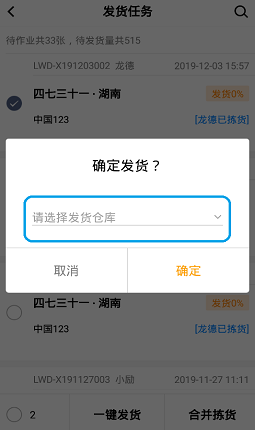 发货任务
待作业共33张，待发货量共515
LWD-X191203002 龙德 2019-12-03 15:57
四七三十一·湖南 发货0%
中国123 [龙德已拣货]
确定发货？
请选择发货仓库
取消 确定
四七三十一·湖南 发货0%
中国123 [龙德已拣货]
LWD-X191127003 小励 2019-11-27 11:11
2 一键发货 合并拣货